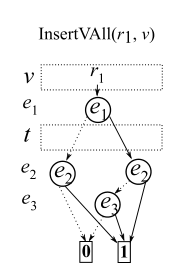 InsertVAll(r₁, v)
v r₁
e₁ e₁
t
e₂ e₂ e₂
e₃ e₃
0 1